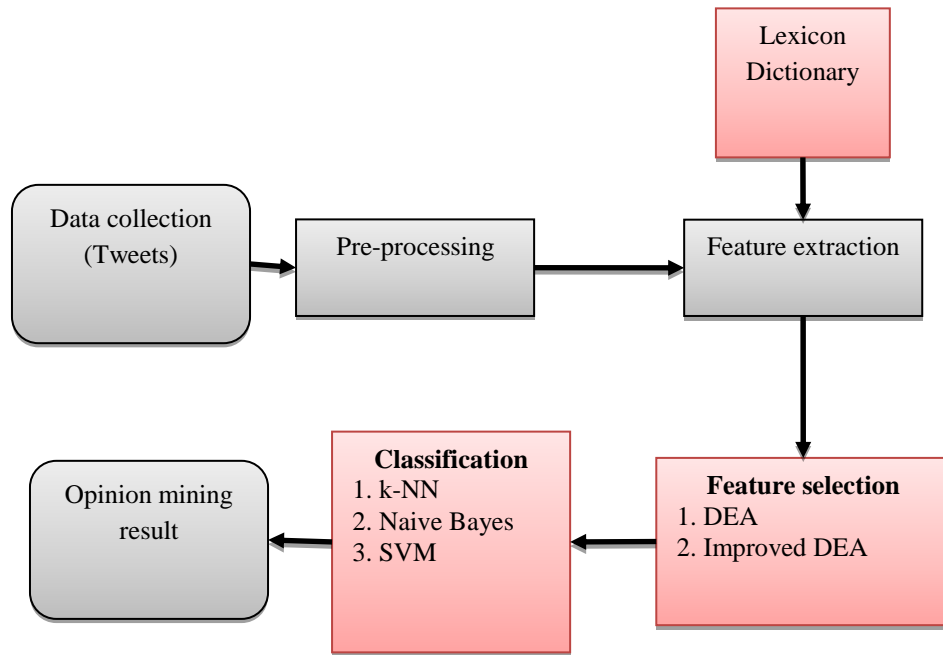 Lexicon
Dictionary
Data collection
(Tweets)
Pre-processing
Feature extraction
Feature selection
1. DEA
2. Improved DEA
Classification
1. k-NN
2. Naive Bayes
3. SVM
Opinion mining
result